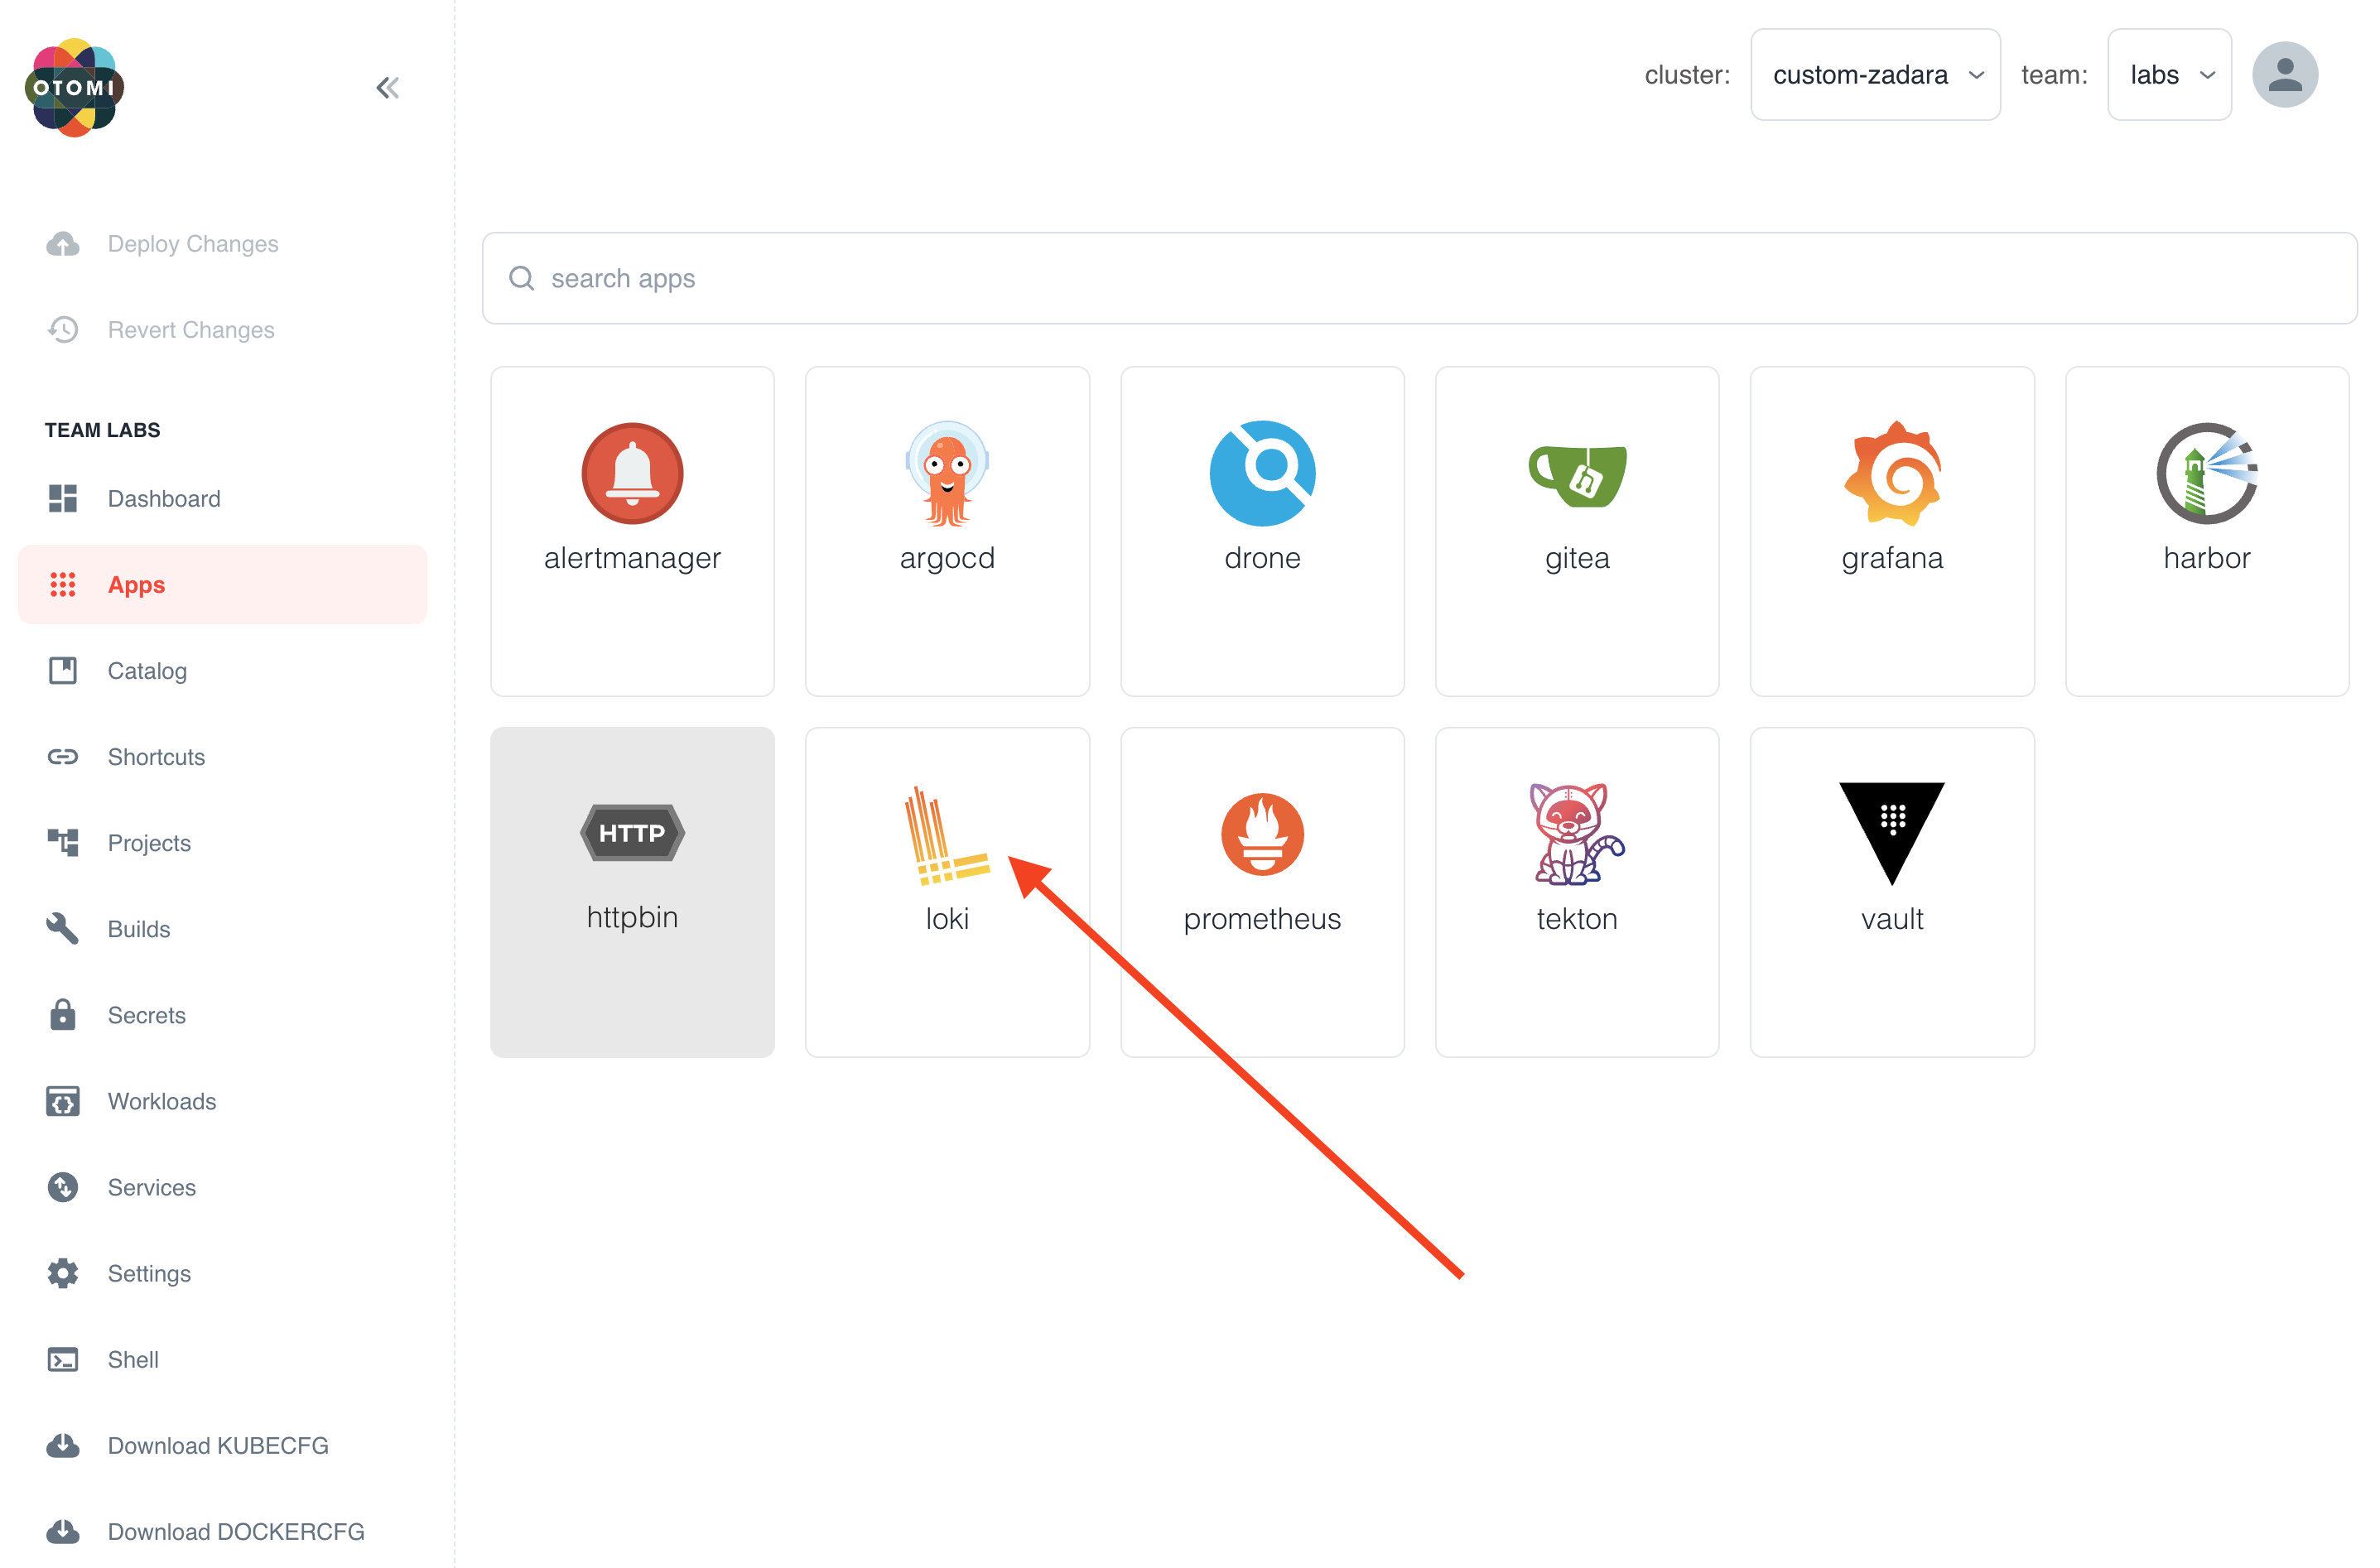 OTOMI
cluster:
custom-zadara
team:
labs
Deploy Changes
Revert Changes
TEAM LABS
Dashboard
Apps
Catalog
Shortcuts
Projects
Builds
Secrets
Workloads
Services
Settings
Shell
Download KUBECFG
Download DOCKERCFG
search apps
alertmanager
argocd
drone
gitea
grafana
harbor
HTTP
httpbin
loki
prometheus
tekton
vault